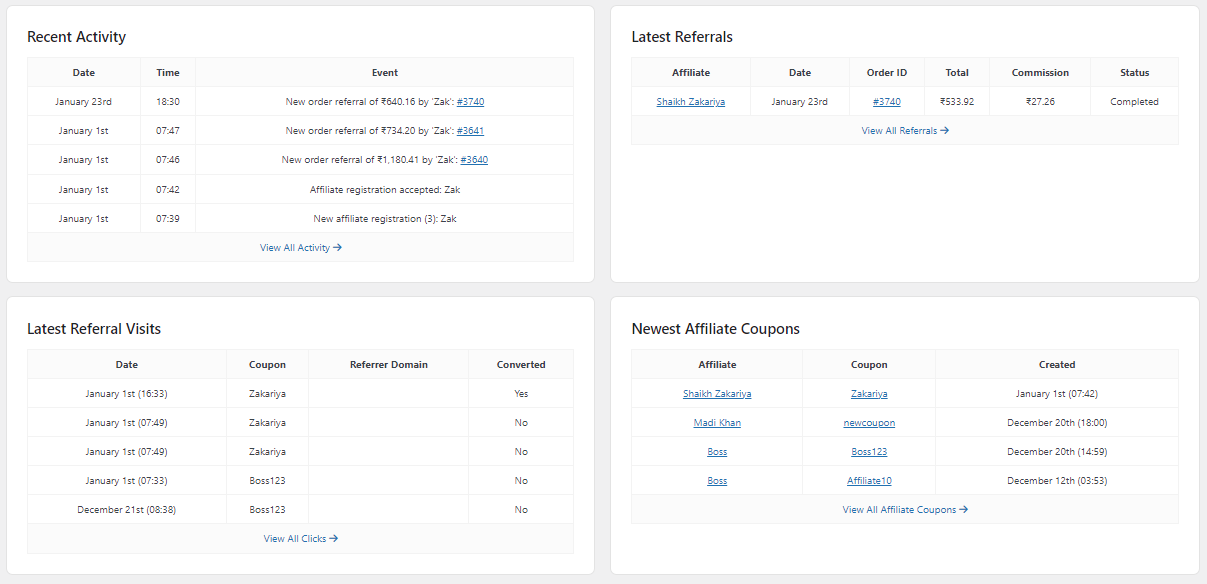 Recent Activity
Date Time Event
January 23rd 18:30 New order referral of ₹640.16 by 'Zak': #3740
January 1st 07:47 New order referral of ₹734.20 by 'Zak': #3641
January 1st 07:46 New order referral of ₹1,180.41 by 'Zak': #3640
January 1st 07:42 Affiliate registration accepted: Zak
January 1st 07:39 New affiliate registration (3): Zak
View All Activity →
Latest Referrals
Affiliate Date Order ID Total Commission Status
Shaikh Zakariya January 23rd #3740 ₹533.92 ₹27.26 Completed
View All Referrals →
Latest Referral Visits
Date Coupon Referrer Domain Converted
January 1st (16:33) Zakariya Yes
January 1st (07:49) Zakariya No
January 1st (07:49) Zakariya No
January 1st (07:33) Boss123 No
December 21st (08:38) Boss123 No
View All Clicks →
Newest Affiliate Coupons
Affiliate Coupon Created
Shaikh Zakariya Zakariya January 1st (07:42)
Madi Khan newcoupon December 20th (18:00)
Boss Boss123 December 20th (14:59)
Boss Affiliate10 December 12th (03:53)
View All Affiliate Coupons →